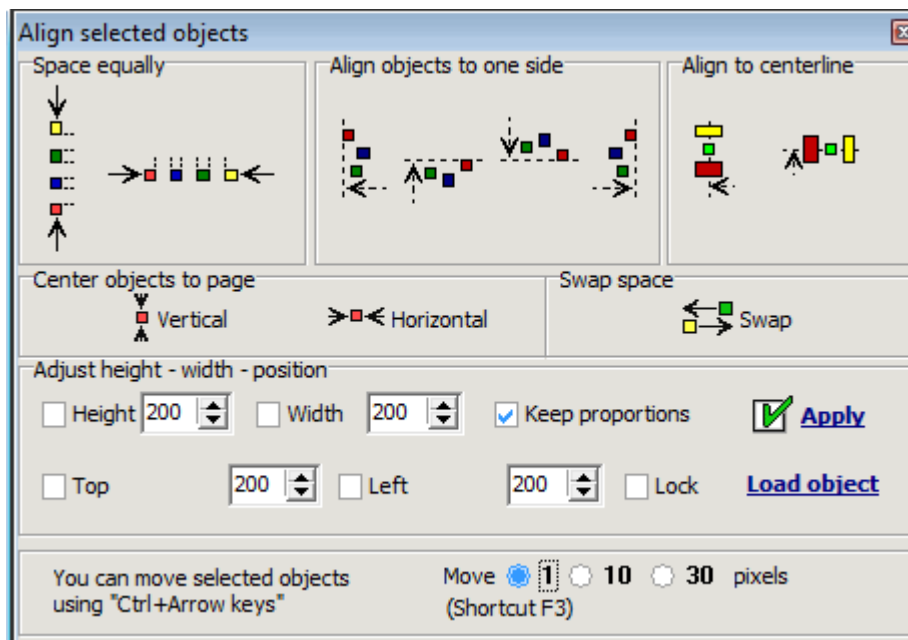 Align selected objects
Space equally
Align objects to one side
Align to centerline
Center objects to page
Swap space
Vertical
Horizontal
Swap
Adjust height - width - position
Height 200 Width 200 Keep proportions Apply
Top 200 Left 200 Lock Load object
You can move selected objects
using "Ctrl+Arrow keys"
Move 1 10 30 pixels
(Shortcut F3)